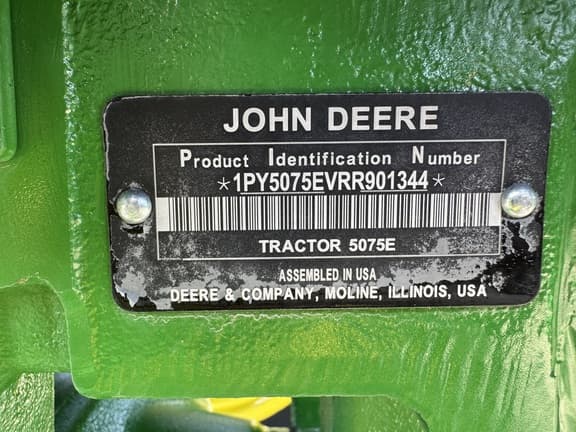 JOHN DEERE
Product Identification Number
*1PY5075EVRR901344*
TRACTOR 5075E
ASSEMBLED IN USA
DEERE & COMPANY, MOLINE, ILLINOIS, USA